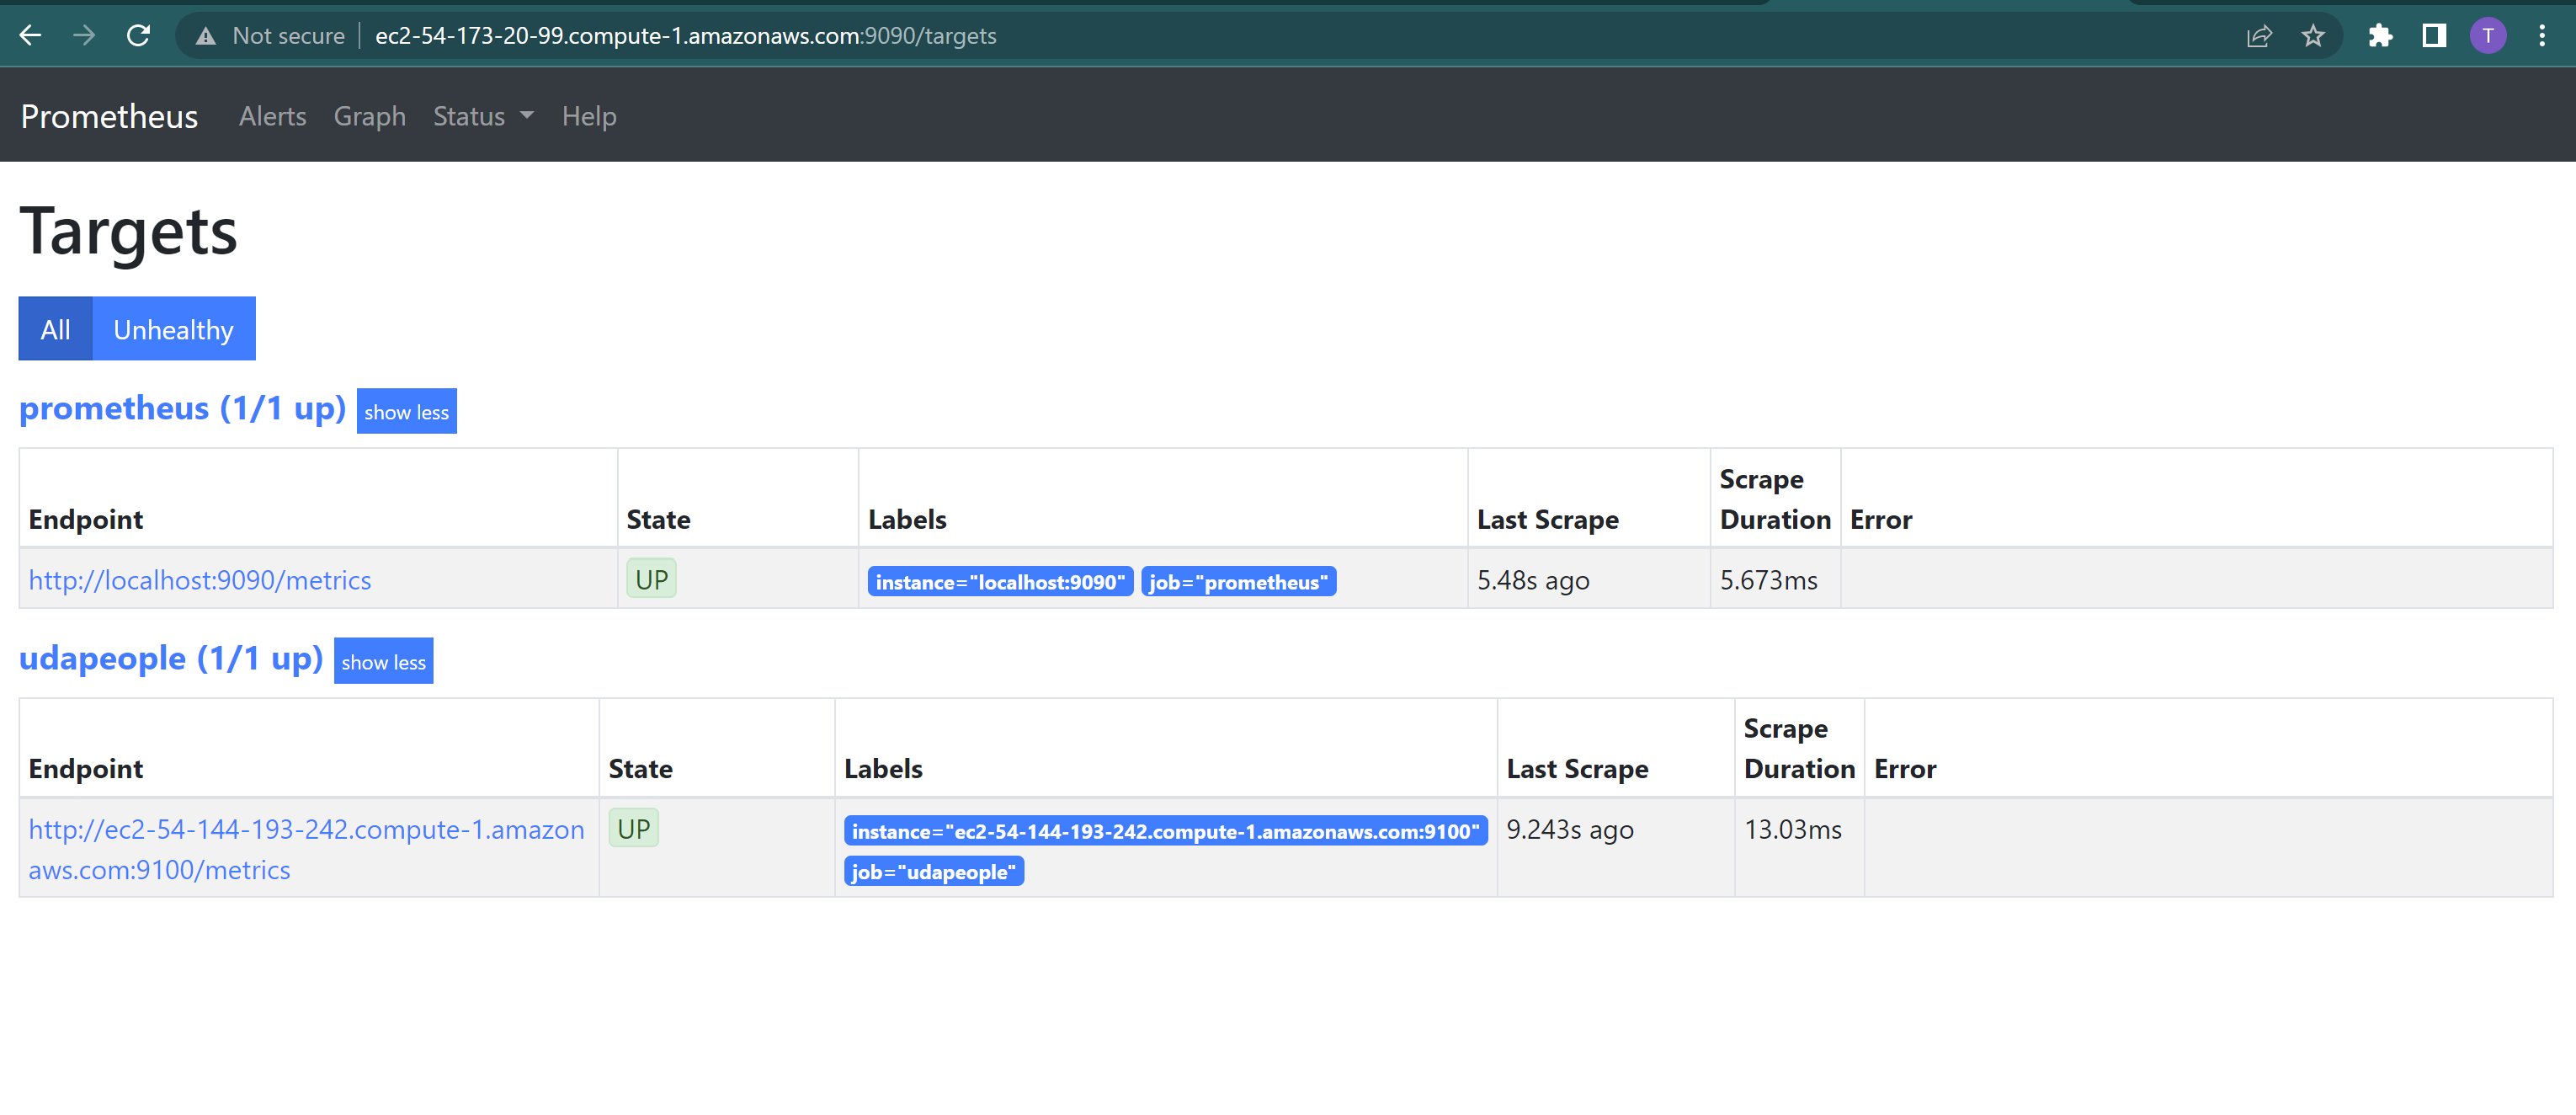 Not secure ec2-54-173-20-99.compute-1.amazonaws.com:9090/targets T
Prometheus Alerts Graph Status Help
Targets
All Unhealthy
prometheus (1/1 up) show less
Endpoint State Labels Last Scrape Scrape Duration Error
http://localhost:9090/metrics UP instance="localhost:9090" job="prometheus" 5.48s ago 5.673ms
udapeople (1/1 up) show less
Endpoint State Labels Last Scrape Scrape Duration Error
http://ec2-54-144-193-242.compute-1.amazon UP instance="ec2-54-144-193-242.compute-1.amazonaws.com:9100" 9.243s ago 13.03ms
aws.com:9100/metrics job="udapeople"